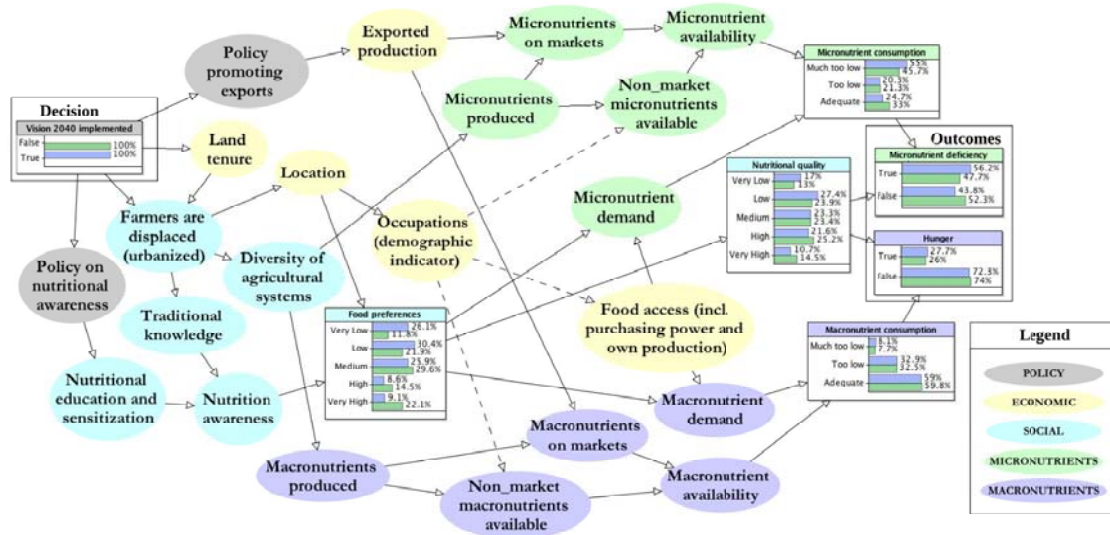 Policy
promoting
exports
Exported
production
Micronutrients
on markets
Micronutrient
availability
Micronutrients
produced
Non_market
micronutrients
available
Decision
Vision 2040 implemented
False
100%
True
100%
Land
tenure
Location
Farmers are
displaced
(urbanized)
Policy on
nutritional
awareness
Diversity of
agricultural
systems
Traditional
knowledge
Nutritional
education and
sensitization
Nutrition
awareness
Occupations
(demographic
indicator)
Micronutrient
demand
Food access (incl.
purchasing power and
own production)
Food preferences
Very Low
26.1%
11.8%
Low
30.4%
21.9%
Medium
25.9%
29.6%
High
8.6%
14.5%
Very High
9.1%
22.1%
Macronutrients
produced
Macronutrients
on markets
Non_market
macronutrients
available
Macronutrient
demand
Macronutrient
availability
Micronutrient consumption
Much too low
55%
45.7%
Too low
20.3%
21.3%
Adequate
24.7%
33%
Nutritional quality
Very Low
17%
13%
Low
27.4%
23.9%
Medium
23.3%
23.4%
High
21.6%
25.2%
Very High
10.7%
14.5%
Outcomes
Micronutrient deficiency
True
56.2%
47.7%
False
43.8%
52.3%
Hunger
True
27.7%
26%
False
72.3%
74%
Macronutrient consumption
Much too low
8.1%
7.7%
Too low
32.9%
32.5%
Adequate
59%
59.8%
Legend
POLICY
ECONOMIC
SOCIAL
MICRONUTRIENTS
MACRONUTRIENTS